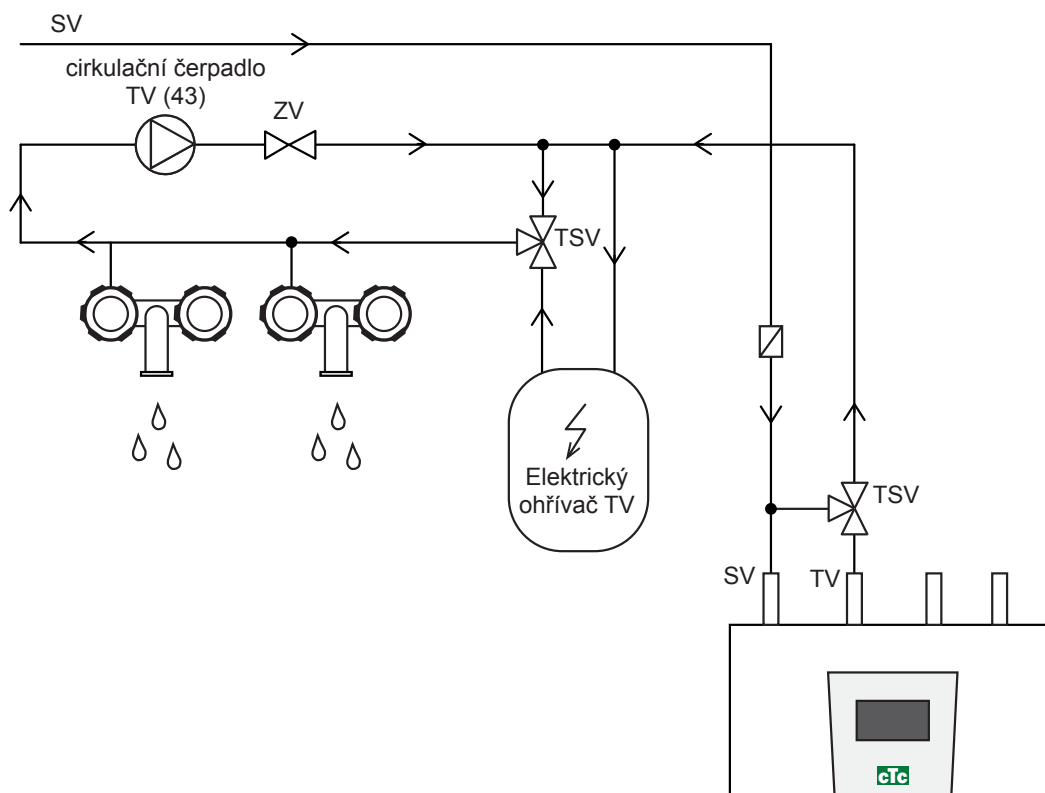 SV
cirkulační čerpadlo
TV (43)
ZV
TSV
Elektrický
ohřívač TV
TSV
SV
TV
cTc